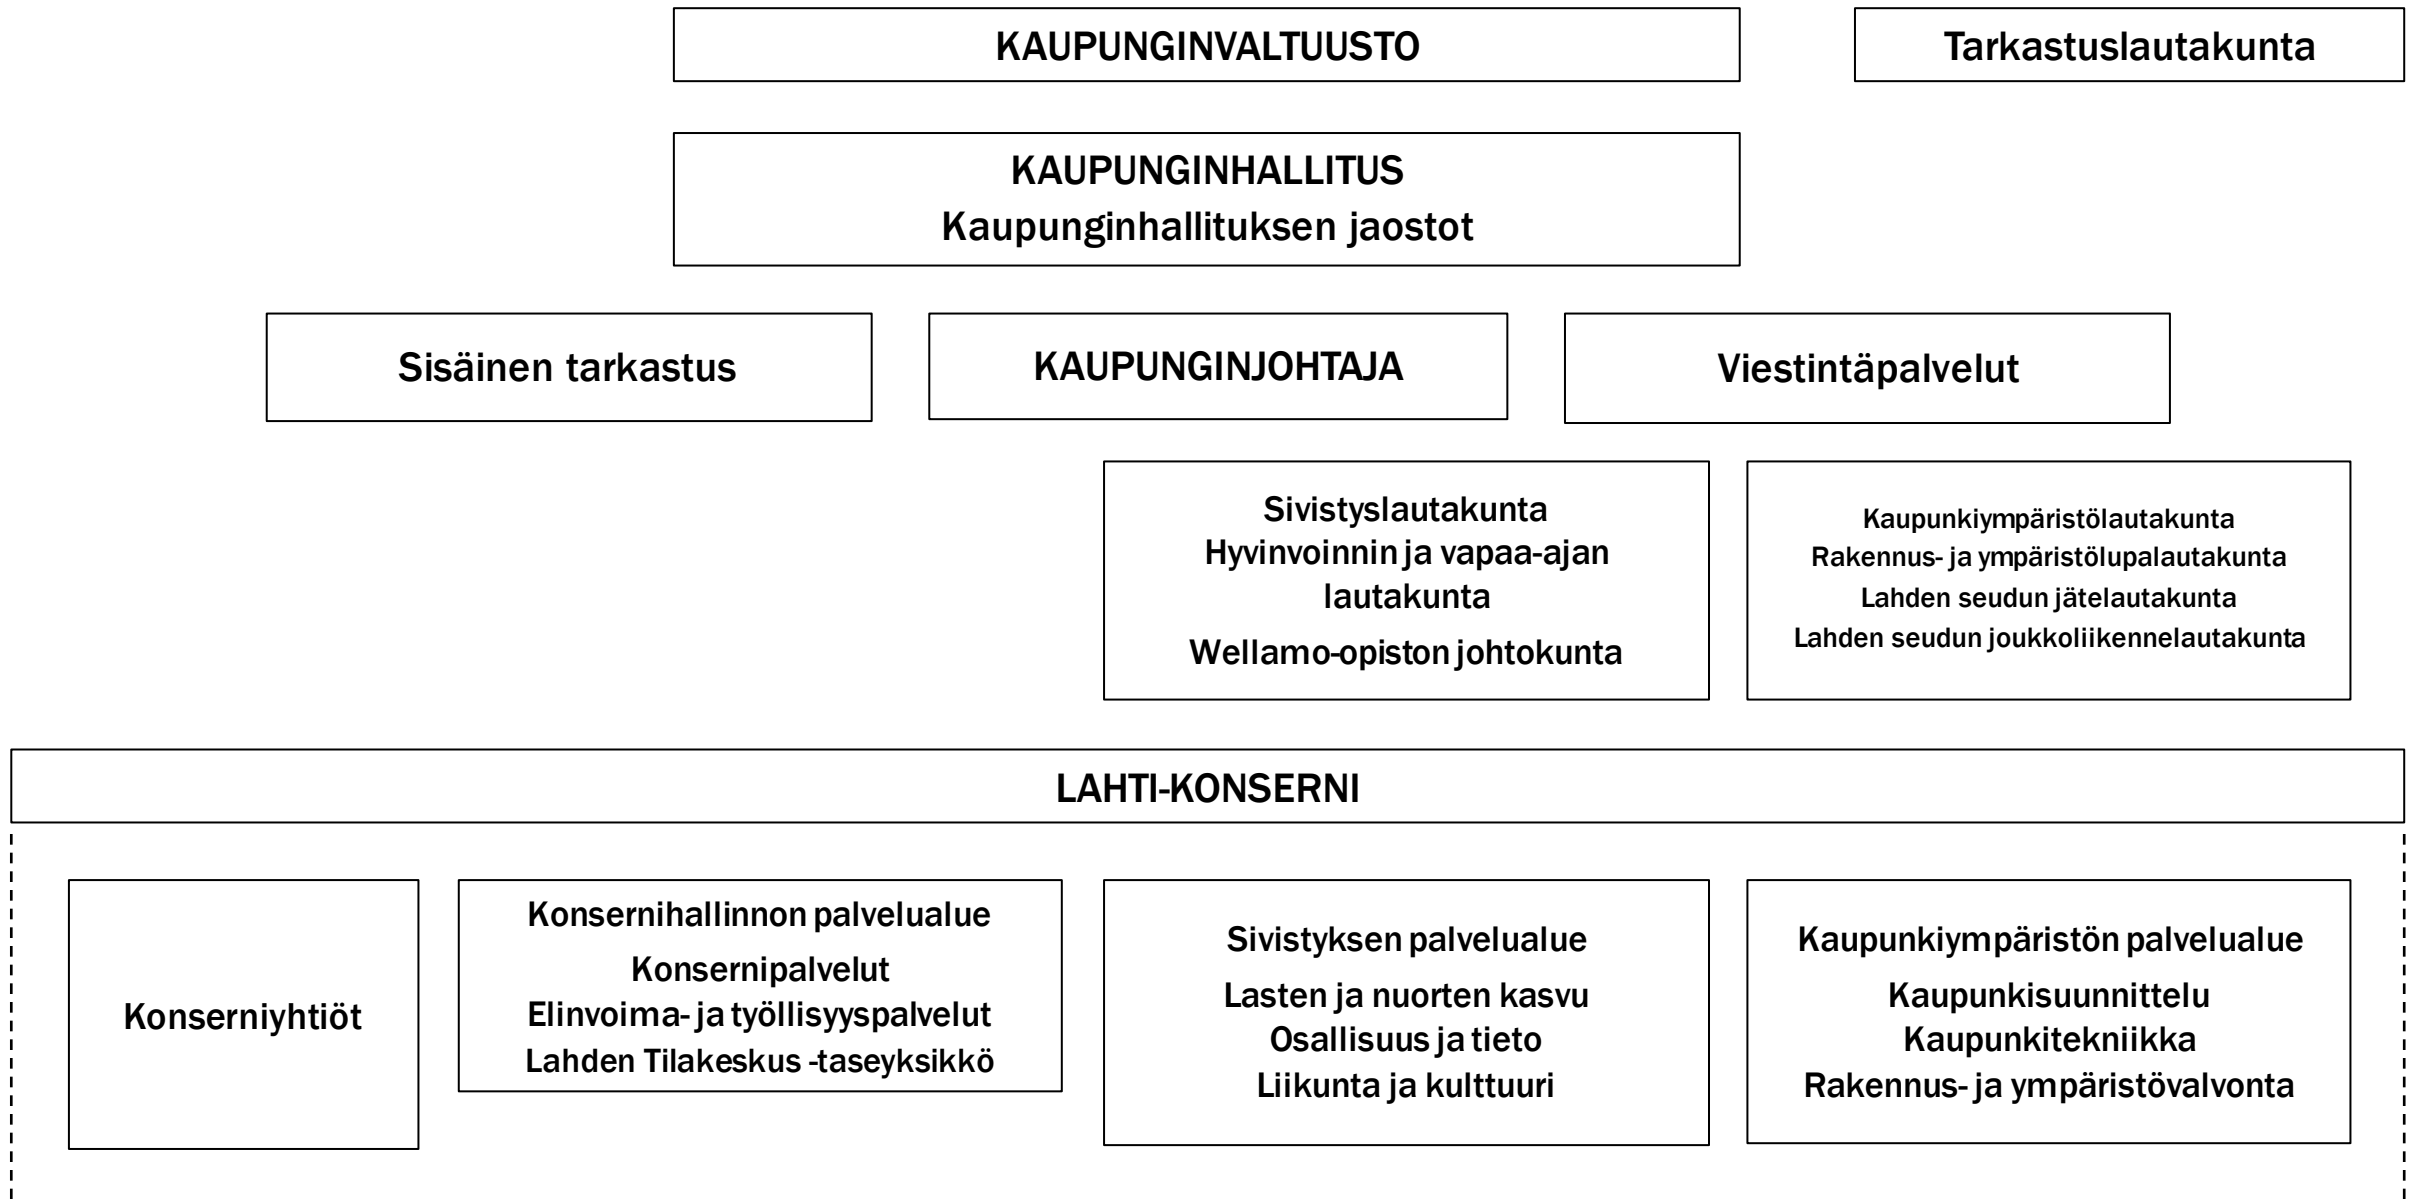 KAUPUNGINVALTUUSTO
Tarkastuslautakunta
KAUPUNGINHALLITUS
Kaupunginhallituksen jaostot
Sisäinen tarkastus
KAUPUNGINJOHTAJA
Viestintäpalvelut
Sivistyslautakunta
Hyvinvoinnin ja vapaa-ajan
lautakunta
Wellamo-opiston johtokunta
Kaupunkiympäristölautakunta
Rakennus- ja ympäristölupalautakunta
Lahden seudun jätelautakunta
Lahden seudun joukkoliikennelautakunta
LAHTI-KONSERNI
Konserniyhtiöt
Konsernihallinnon palvelualue
Konsernipalvelut
Elinvoima- ja työllisyyspalvelut
Lahden Tilakeskus -taseyksikkö
Sivistyksen palvelualue
Lasten ja nuorten kasvu
Osallisuus ja tieto
Liikunta ja kulttuuri
Kaupunkiympäristön palvelualue
Kaupunkisuunnittelu
Kaupunkitekniikka
Rakennus- ja ympäristövalvonta